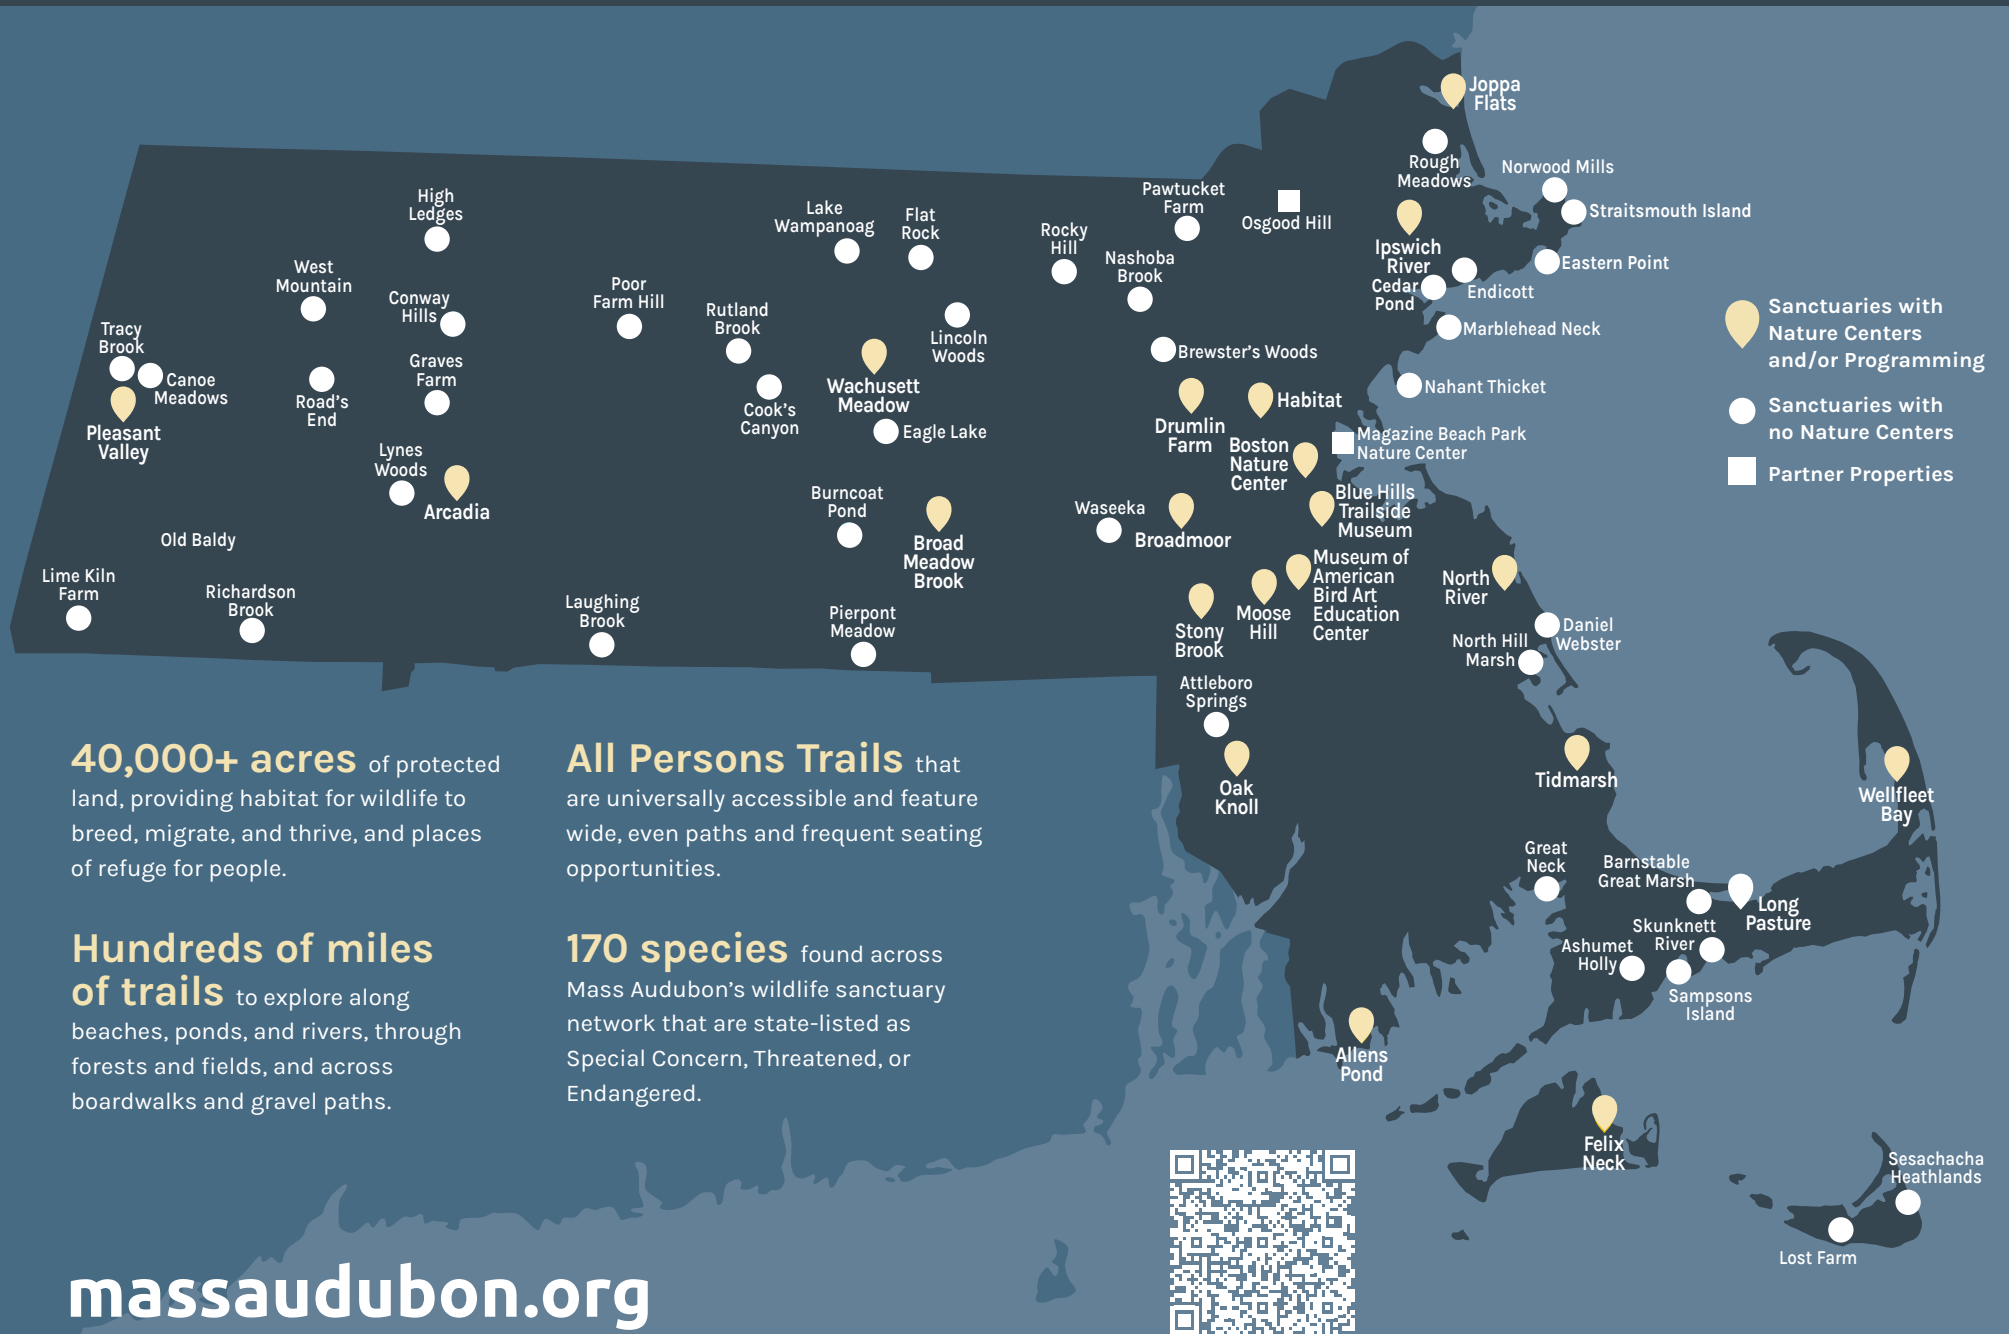 Joppa
Flats
Rough
Meadows
Norwood Mills
Straitsmouth Island
Pawtucket
Farm
Osgood Hill
High
Ledges
Lake
Wampanoag
Flat
Rock
Rocky
Hill
Nashoba
Brook
Ipswich
River
Cedar
Pond
Endicott
Eastern Point
West
Mountain
Conway
Hills
Poor
Farm Hill
Rutland
Brook
Lincoln
Woods
Marblehead Neck
Brewster's Woods
Nahant Thicket
Tracy
Brook
Canoe
Meadows
Pleasant
Valley
Road's
End
Graves
Farm
Lynes
Woods
Arcadia
Cook's
Canyon
Wachusett
Meadow
Eagle Lake
Drumlin
Farm
Habitat
Boston
Nature
Center
Magazine Beach Park
Nature Center
Blue Hills
Trailside
Museum
Sanctuaries with
Nature Centers
and/or Programming
Sanctuaries with
no Nature Centers
Partner Properties
Burncoat
Pond
Broad
Meadow
Brook
Waseeka
Broadmoor
Old Baldy
Lime Kiln
Farm
Richardson
Brook
Laughing
Brook
Pierpont
Meadow
Stony
Brook
Moose
Hill
Museum of
American
Bird Art
Education
Center
North
River
Daniel
Webster
North Hill
Marsh
Attleboro
Springs
Oak
Knoll
Tidmarsh
Wellfleet
Bay
Great
Neck
Barnstable
Great Marsh
Long
Pasture
Skunknett
River
Ashumet
Holly
Sampsons
Island
Allens
Pond
Felix
Neck
Sesachacha
Heathlands
Lost Farm
40,000+ acres of protected
land, providing habitat for wildlife to
breed, migrate, and thrive, and places
of refuge for people.
All Persons Trails that
are universally accessible and feature
wide, even paths and frequent seating
opportunities.
Hundreds of miles
of trails to explore along
beaches, ponds, and rivers, through
forests and fields, and across
boardwalks and gravel paths.
170 species found across
Mass Audubon's wildlife sanctuary
network that are state-listed as
Special Concern, Threatened, or
Endangered.
massaudubon.org